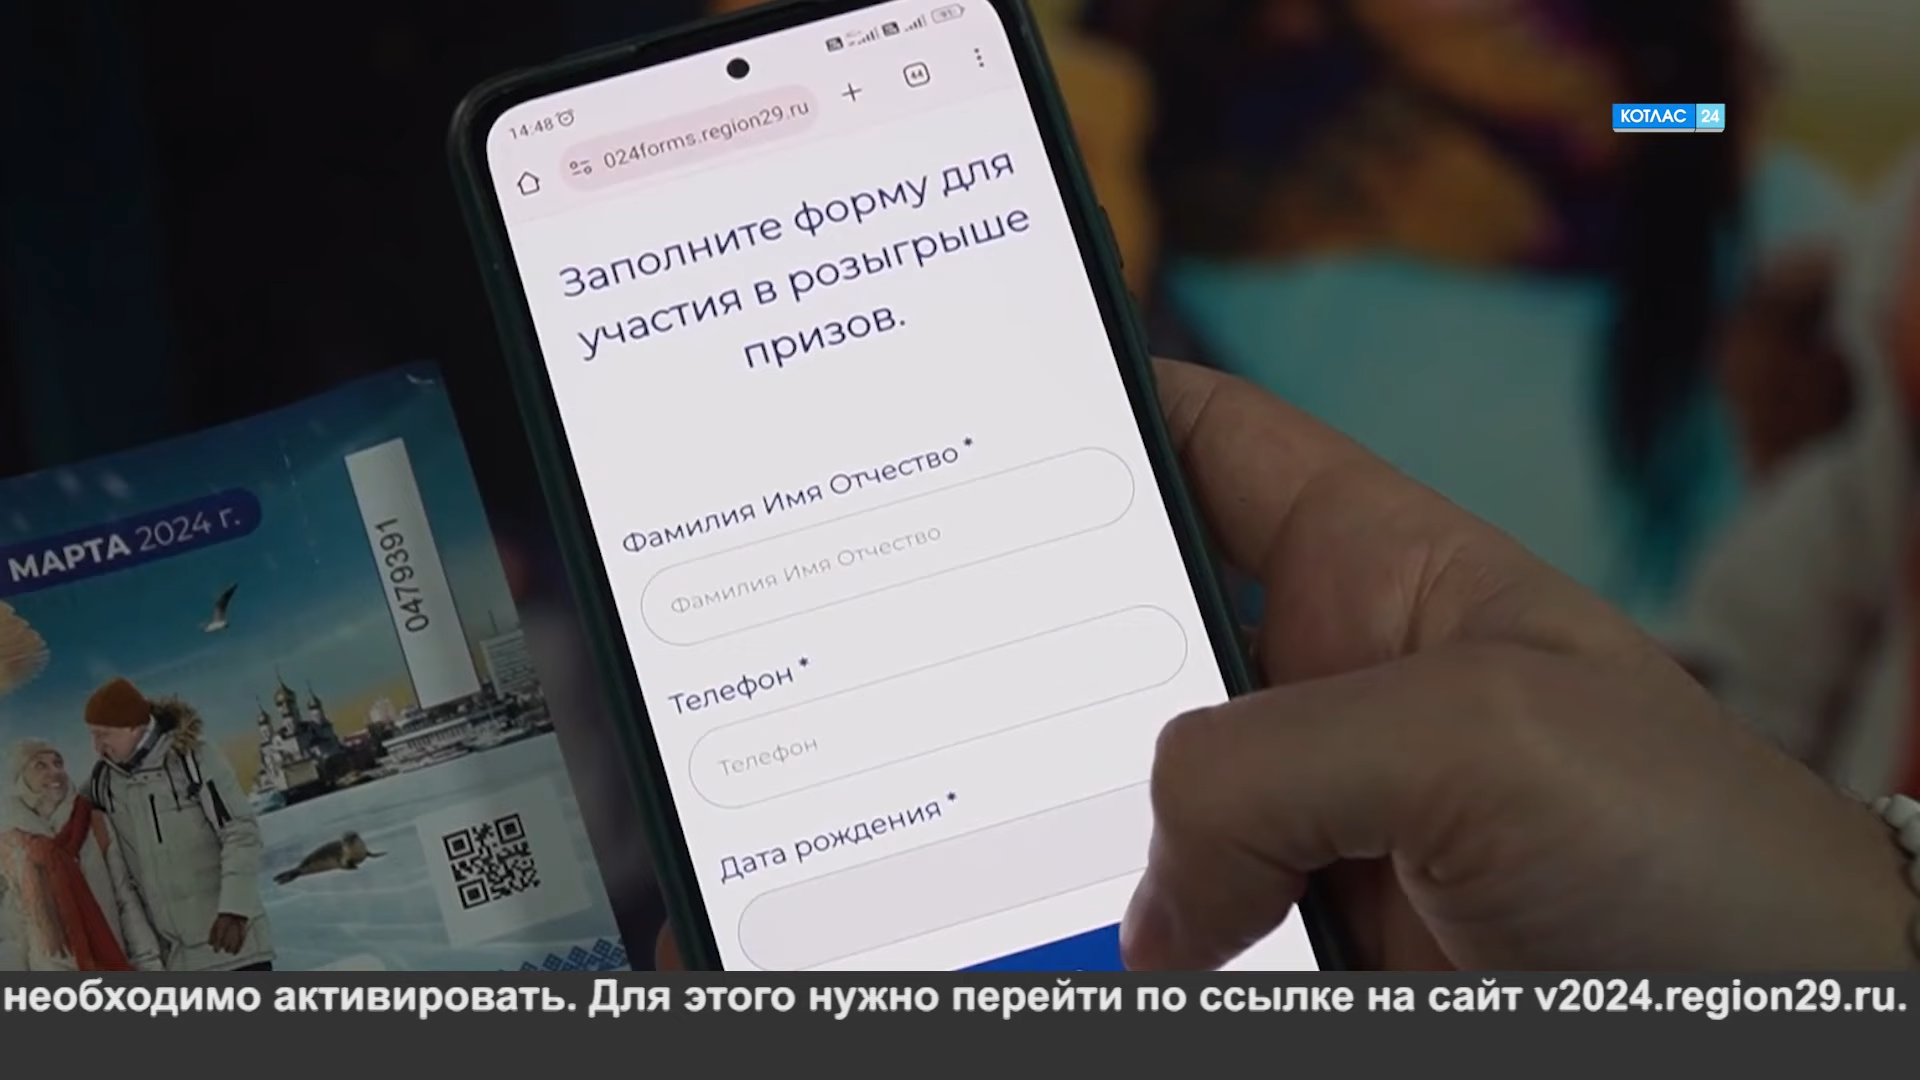 14:48
91
024forms.region29.ru
44
КОТЛАС 24
Заполните форму для
участия в розыгрыше
призов.
Фамилия Имя Отчество *
Фамилия Имя Отчество
Телефон *
Телефон
Дата рождения *
МАРТА 2024 г.
0479391
необходимо активировать. Для этого нужно перейти по ссылке на сайт v2024.region29.ru.